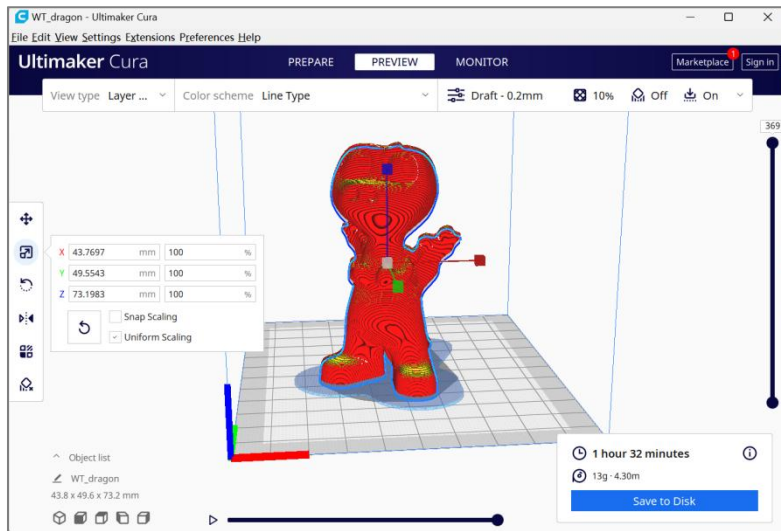 WT_dragon - Ultimaker Cura
File Edit View Settings Extensions Preferences Help
Ultimaker Cura PREPARE PREVIEW MONITOR Marketplace 1 Sign in
View type Layer ... Color scheme Line Type Draft - 0.2mm 10% Off On
369
X 43.7697 mm 100 %
Y 49.5543 mm 100 %
Z 73.1983 mm 100 %
Snap Scaling
Uniform Scaling
Object list
WT_dragon
43.8 x 49.6 x 73.2 mm
1 hour 32 minutes
13g · 4.30m
Save to Disk